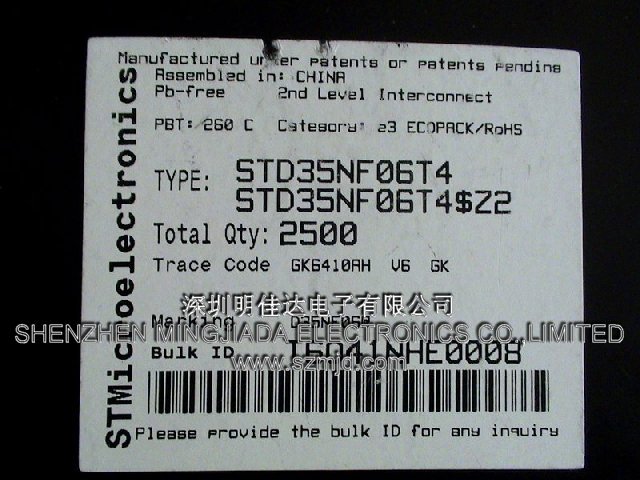 STMicroelectronics
Manufactured under patents or patents pending
Assembled in: CHINA
Pb-free 2nd Level Interconnect
PBT: 260 C Category: e3 ECOPACK/RoHS
TYPE: STD35NF06T4
STD35NF06T4$Z2
Total Qty: 2500
Trace Code GK6410AH V6 GK
深圳明佳达电子有限公司
Marking D35NF06
SHENZHEN MINGJIADA ELECTRONICS CO.,LIMITED
Bulk ID NHE0008
www.szmjd.com
Please provide the bulk ID for any inquiry